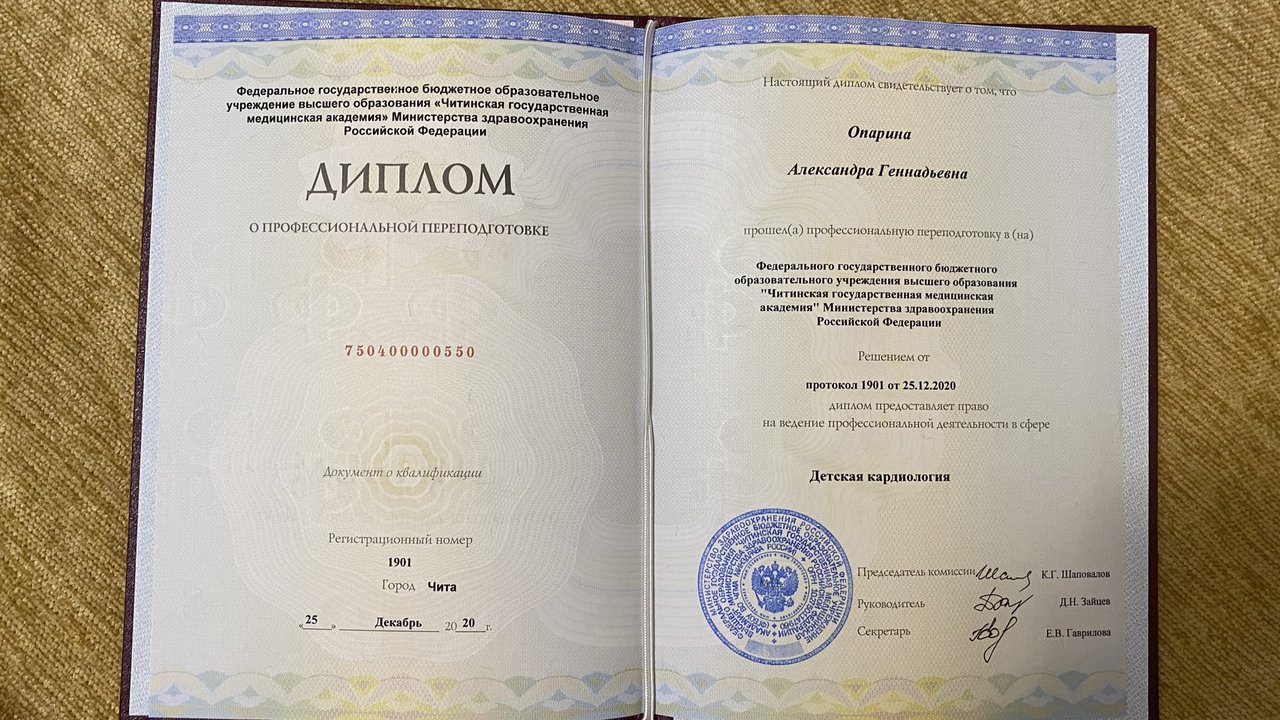 Федеральное государственное бюджетное образовательное
учреждение высшего образования «Читинская государственная
медицинская академия» Министерства здравоохранения
Российской Федерации
ДИПЛОМ
О ПРОФЕССИОНАЛЬНОЙ ПЕРЕПОДГОТОВКЕ
750400000550
Документ о квалификации
Регистрационный номер
1901
Город Чита
«25» Декабрь 2020 г.
Настоящий диплом свидетельствует о том, что
Опарина
Александра Геннадьевна
прошел(а) профессиональную переподготовку в (на)
Федерального государственного бюджетного
образовательного учреждения высшего образования
"Читинская государственная медицинская
академия" Министерства здравоохранения
Российской Федерации
Решением от
протокол 1901 от 25.12.2020
диплом предоставляет право
на ведение профессиональной деятельности в сфере
Детская кардиология
Председатель комиссии К.Г. Шаповалов
Руководитель Д.Н. Зайцев
Секретарь Е.В. Гаврилова